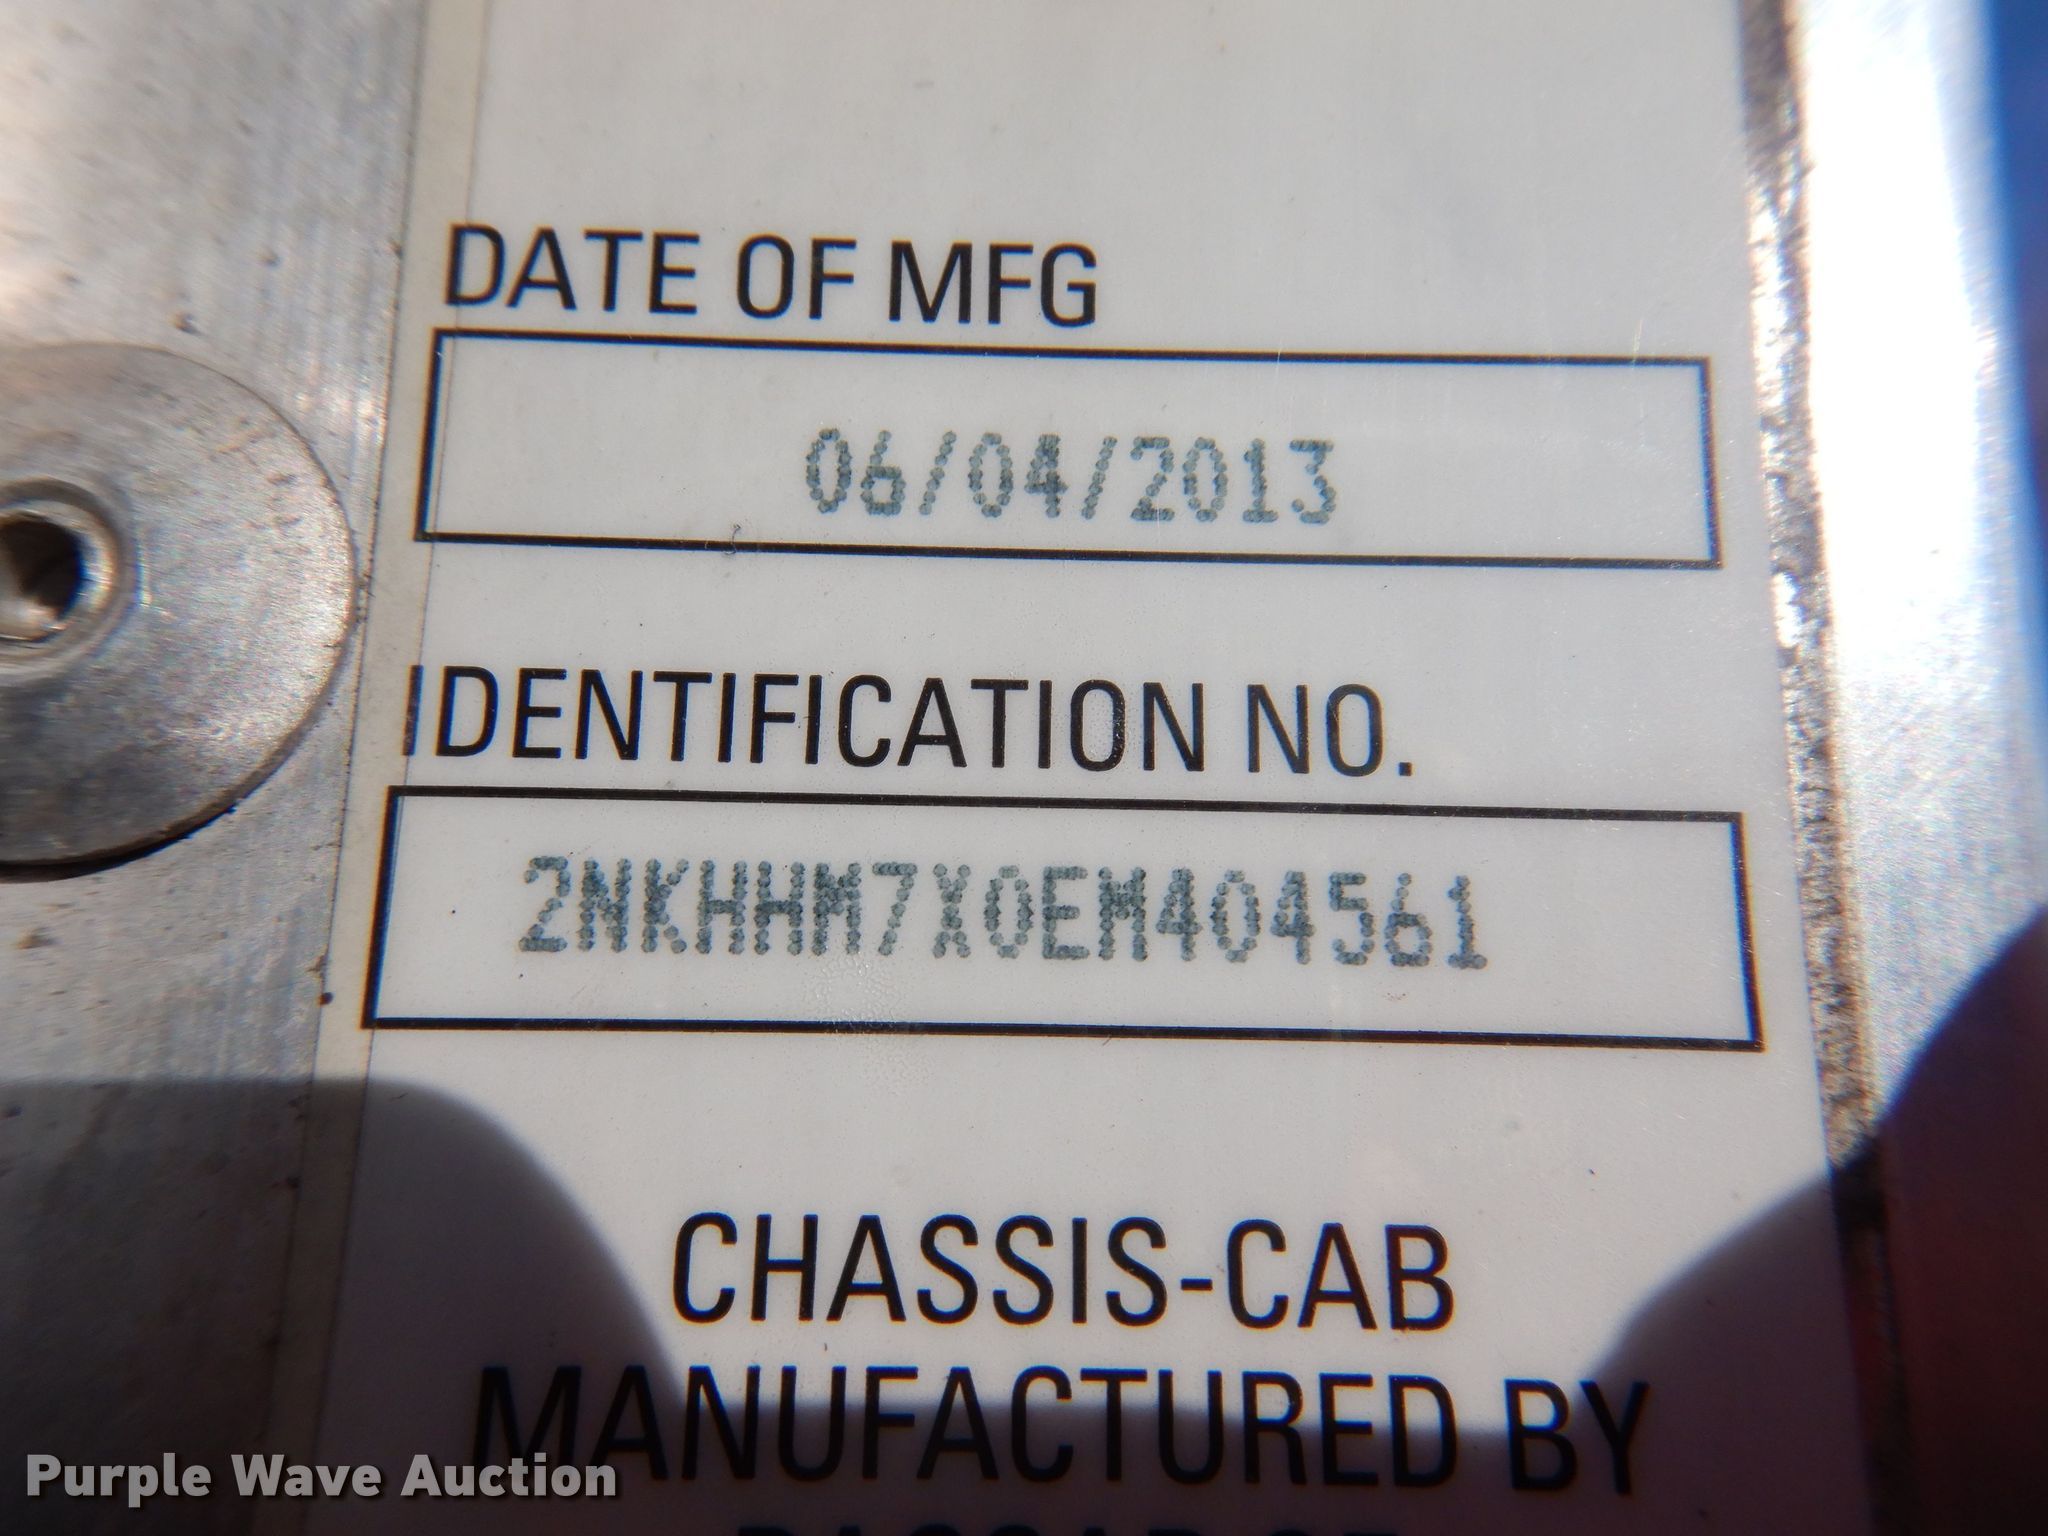 DATE OF MFG
06/04/2013
IDENTIFICATION NO.
2NKHHM7X0EM404561
CHASSIS-CAB
MANUFACTURED BY
Purple Wave Auction